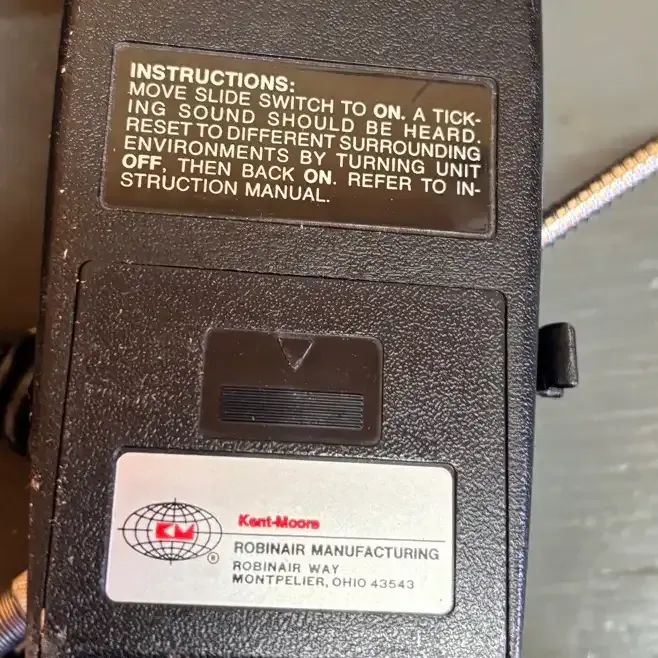 INSTRUCTIONS:
MOVE SLIDE SWITCH TO ON. A TICK-
ING SOUND SHOULD BE HEARD.
RESET TO DIFFERENT SURROUNDING
ENVIRONMENTS BY TURNING UNIT
OFF, THEN BACK ON. REFER TO IN-
STRUCTION MANUAL.
KM
®
Kent-Moore
ROBINAIR MANUFACTURING
ROBINAIR WAY
MONTPELIER, OHIO 43543